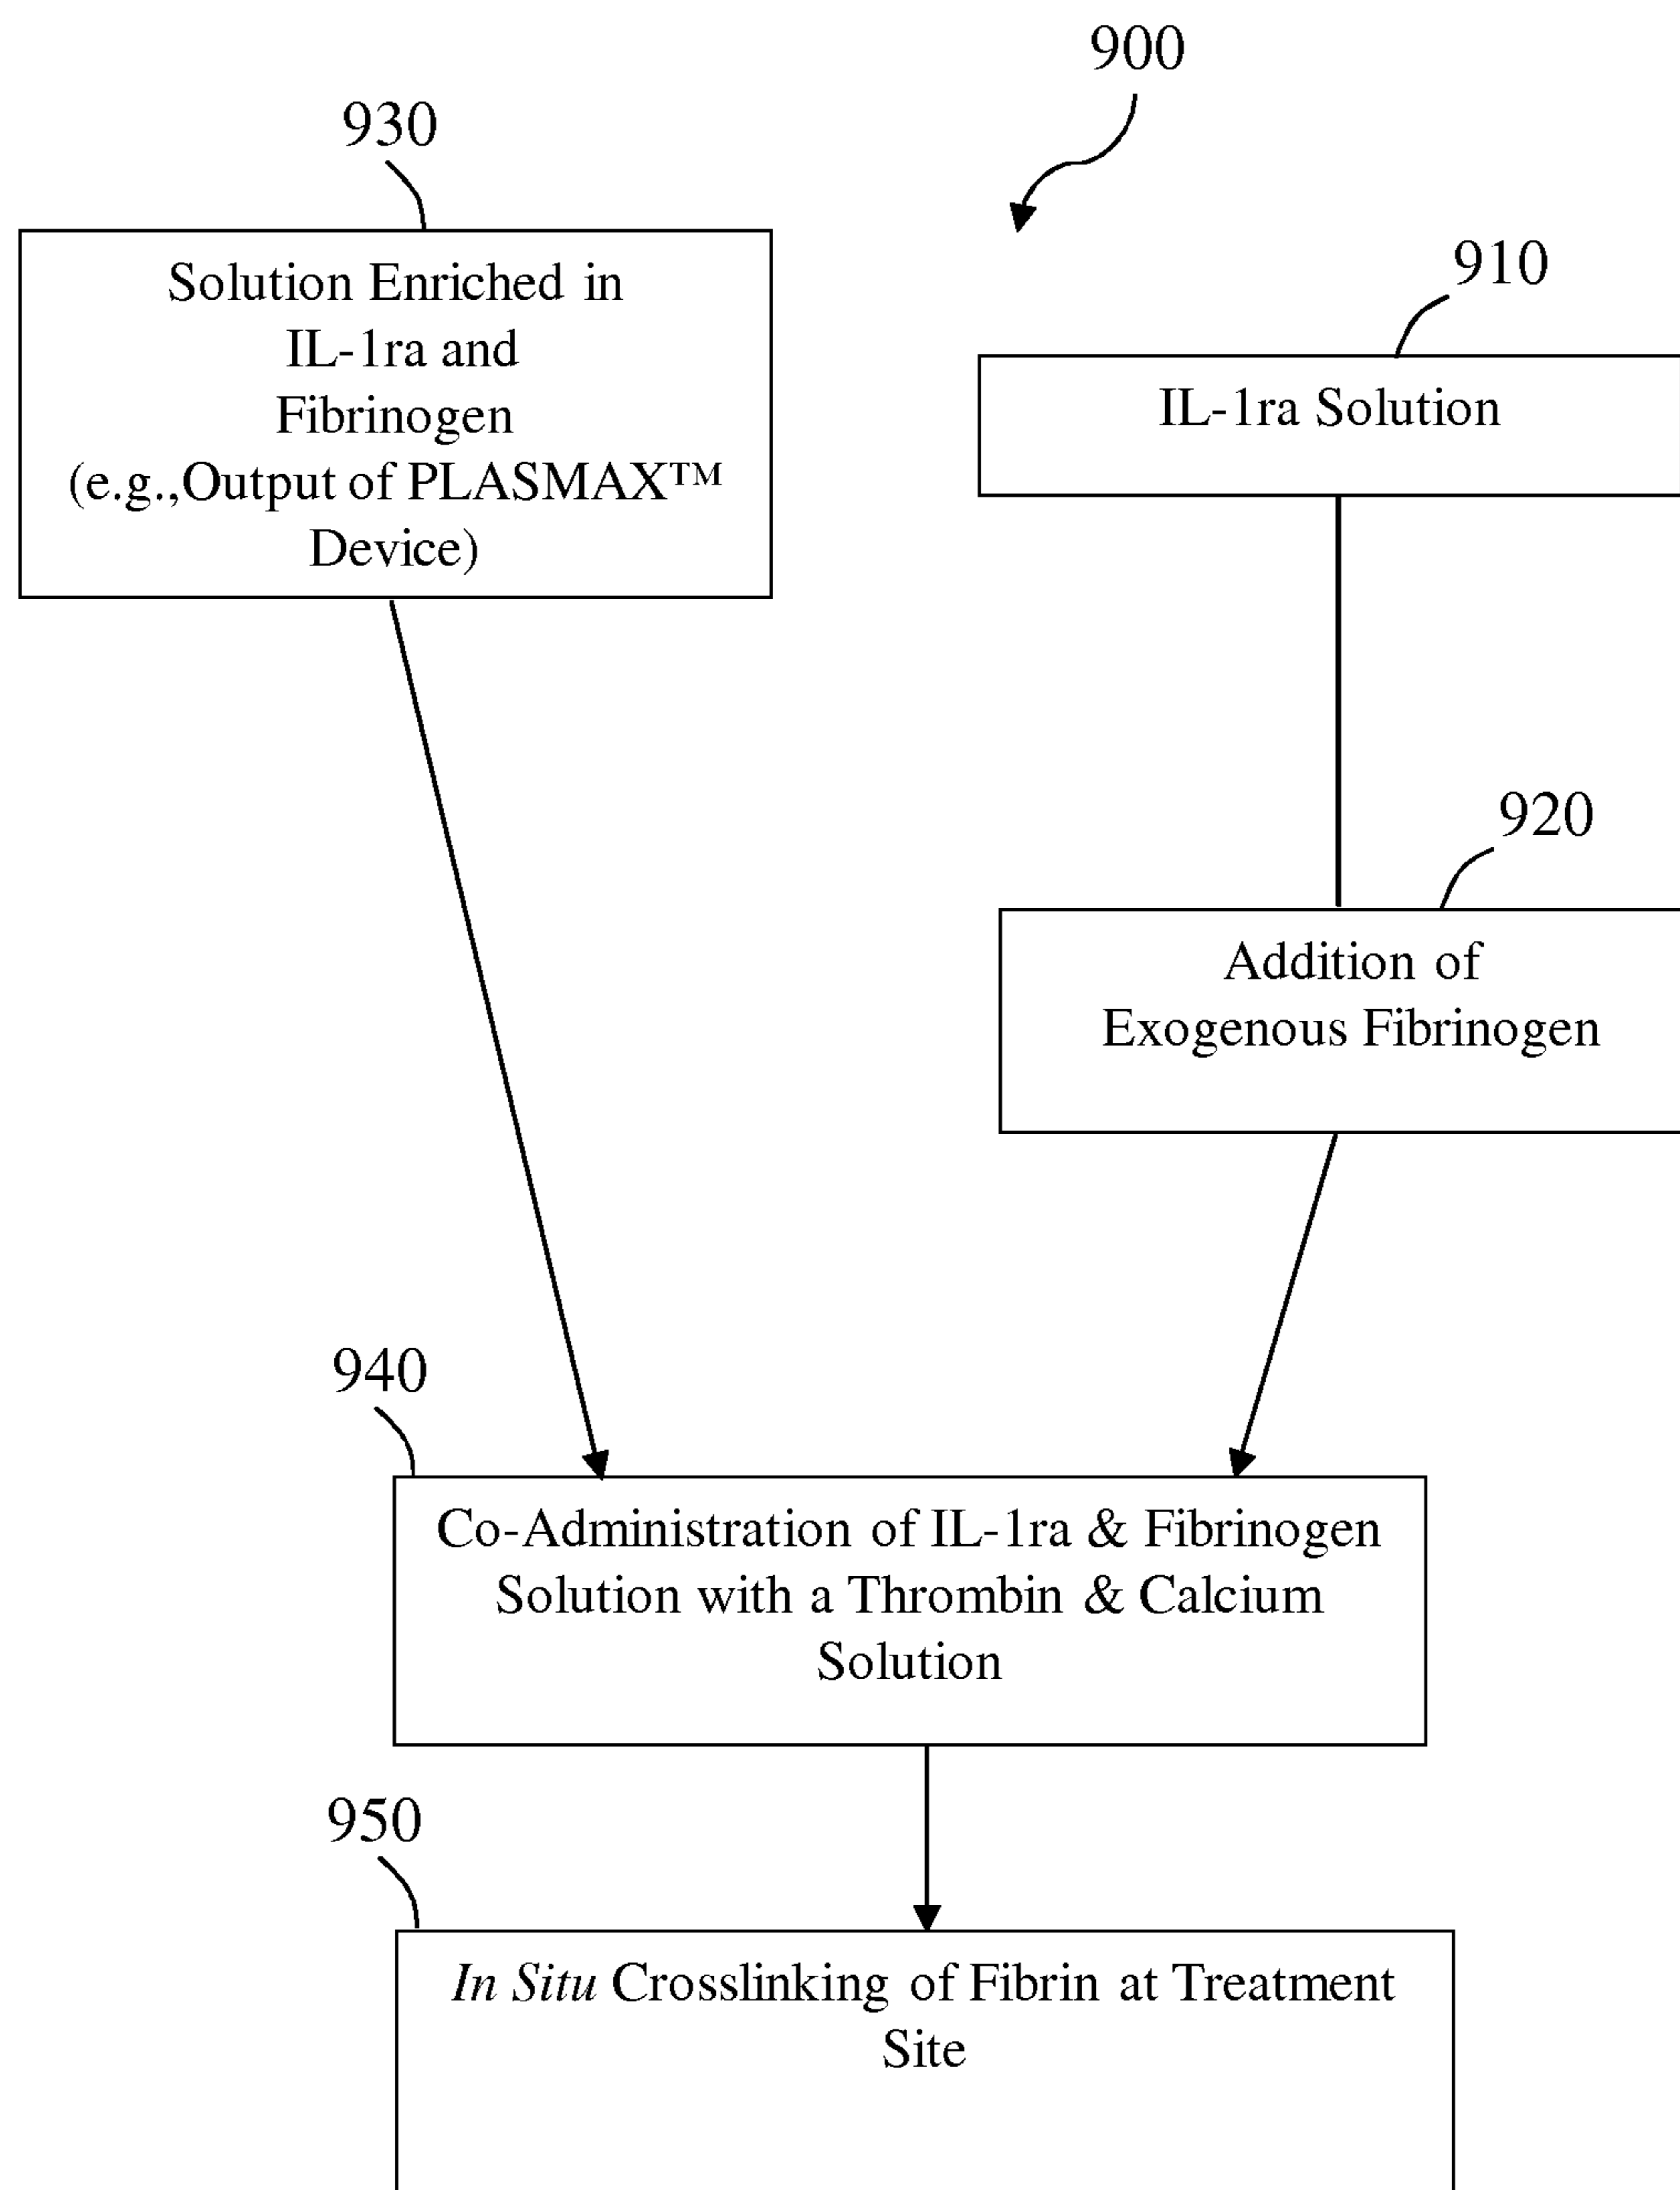 900
930
Solution Enriched in
IL-1ra and
Fibrinogen
(e.g.,Output of PLASMAX™
Device)
910
IL-1ra Solution
920
Addition of
Exogenous Fibrinogen
940
Co-Administration of IL-1ra & Fibrinogen
Solution with a Thrombin & Calcium
Solution
950
In Situ Crosslinking of Fibrin at Treatment
Site